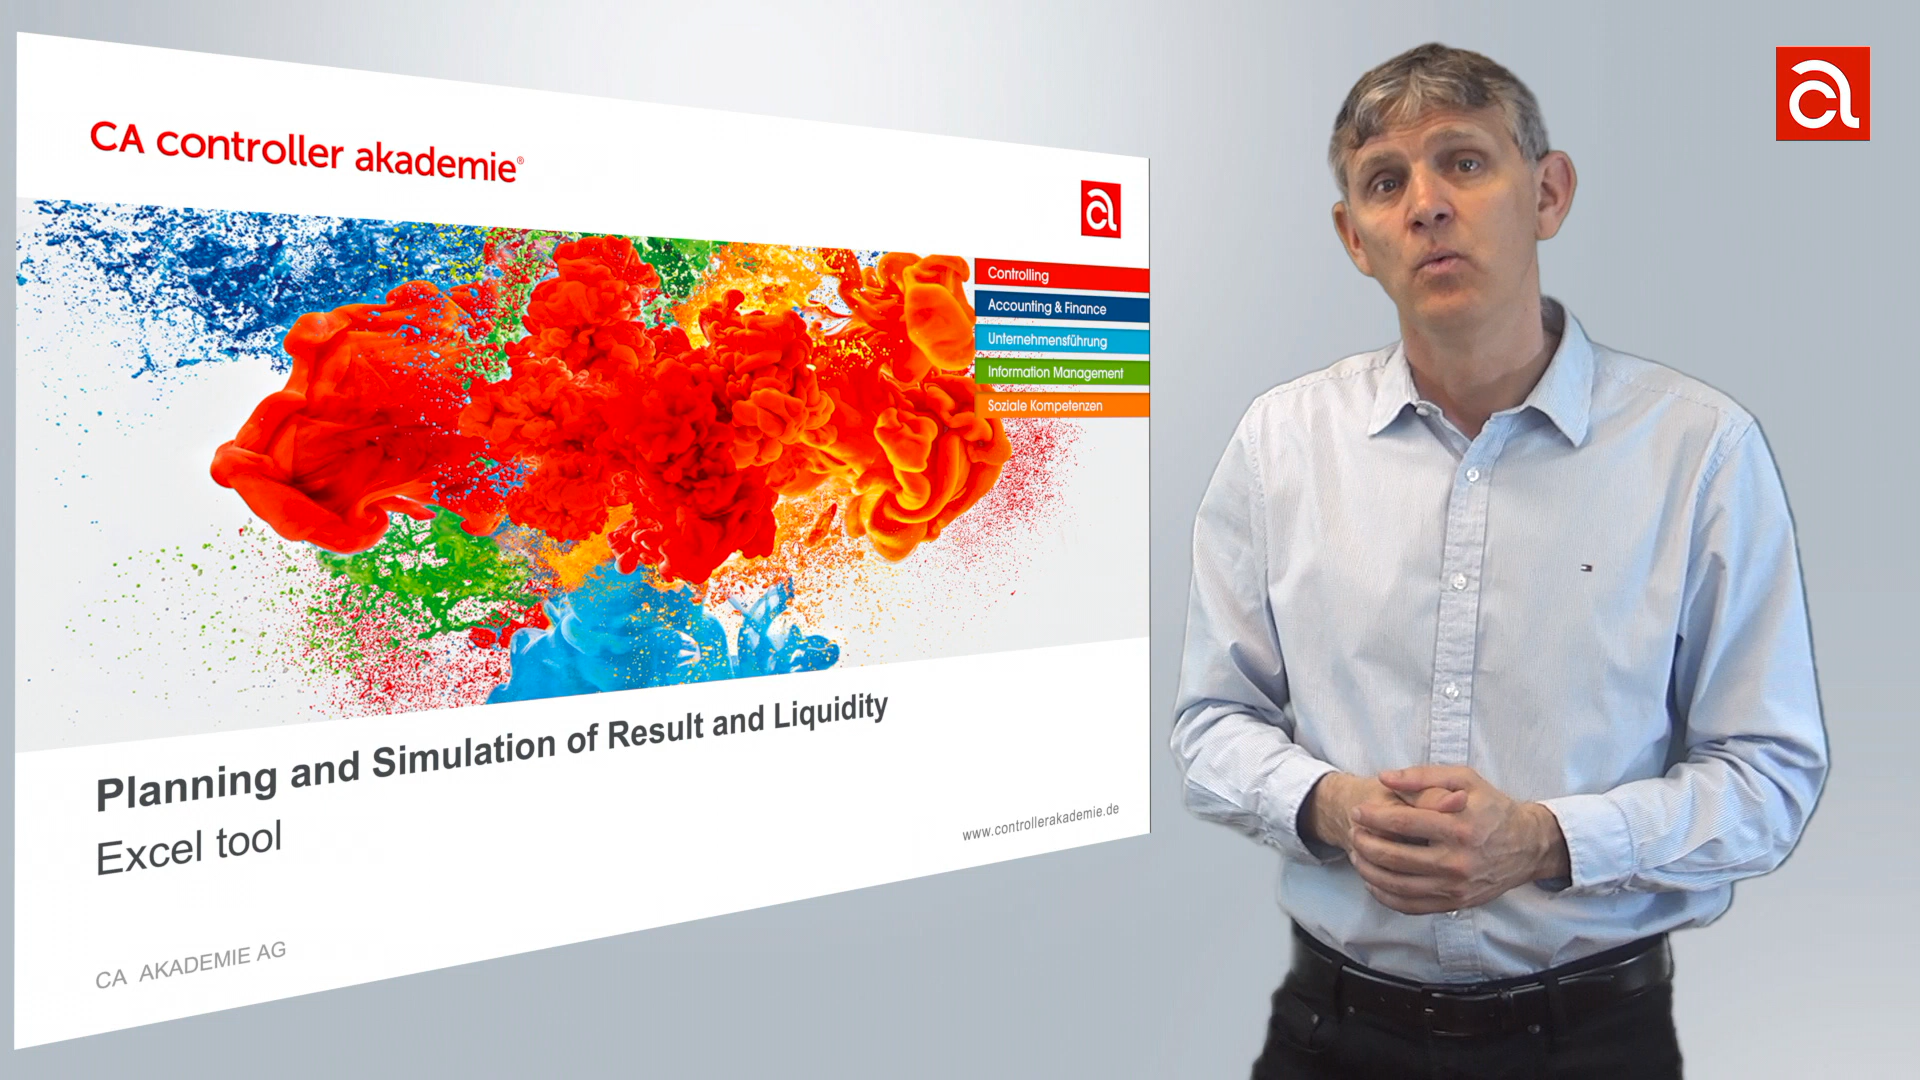 CA controller akademie®
Controlling
Accounting & Finance
Unternehmensführung
Information Management
Soziale Kompetenzen
Planning and Simulation of Result and Liquidity
Excel tool
www.controllerakademie.de
CA AKADEMIE AG